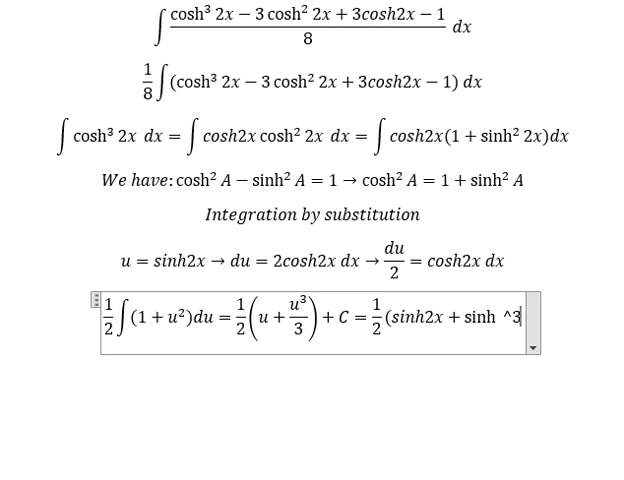 ∫ (cosh³ 2x − 3 cosh² 2x + 3cosh2x − 1)/8 dx
1/8 ∫ (cosh³ 2x − 3 cosh² 2x + 3cosh2x − 1) dx
∫ cosh³ 2x dx = ∫ cosh2x cosh² 2x dx = ∫ cosh2x(1 + sinh² 2x)dx
We have: cosh² A − sinh² A = 1 → cosh² A = 1 + sinh² A
Integration by substitution
u = sinh2x → du = 2cosh2x dx → du/2 = cosh2x dx
1/2 ∫ (1 + u²)du = 1/2 (u + u³/3) + C = 1/2 (sinh2x + sinh ^3